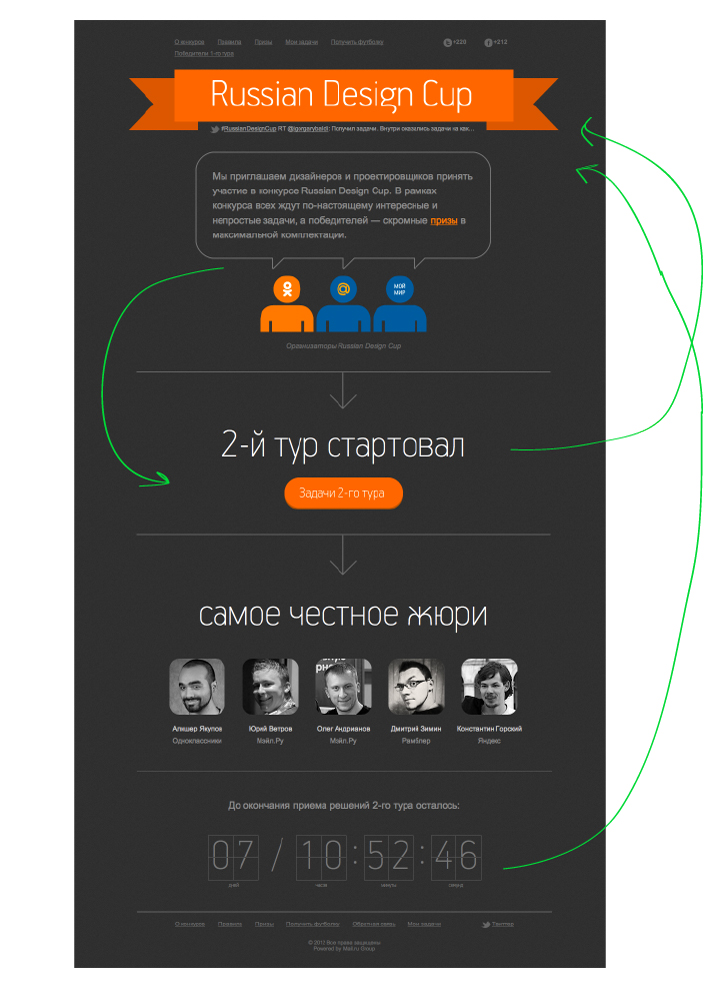 О конкурсе Правила Призы Мои задачи Получить футболку +220 +212
Победители 1-го тура
Russian Design Cup
#RussianDesignCup RT @igorgarybaldi: Получил задачи. Внутри оказались задачи на как...
Мы приглашаем дизайнеров и проектировщиков принять
участие в конкурсе Russian Design Cup. В рамках
конкурса всех ждут по-настоящему интересные и
непростые задачи, а победителей — скромные призы в
максимальной комплектации.
@ МОЙ
МИР
Организаторы Russian Design Cup
2-й тур стартовал
Задачи 2-го тура
самое честное жюри
Алишер Якупов Юрий Ветров Олег Андрианов Дмитрий Зимин Константин Горский
Одноклассники Мэйл.Ру Мэйл.Ру Рамблер Яндекс
До окончания приема решений 2-го тура осталось:
07 / 10 : 52 : 46
дней часов минуты секунд
О конкурсе Правила Призы Получить футболку Обратная связь Мои задачи Твиттер
© 2012 Все права защищены
Powered by Mail.ru Group